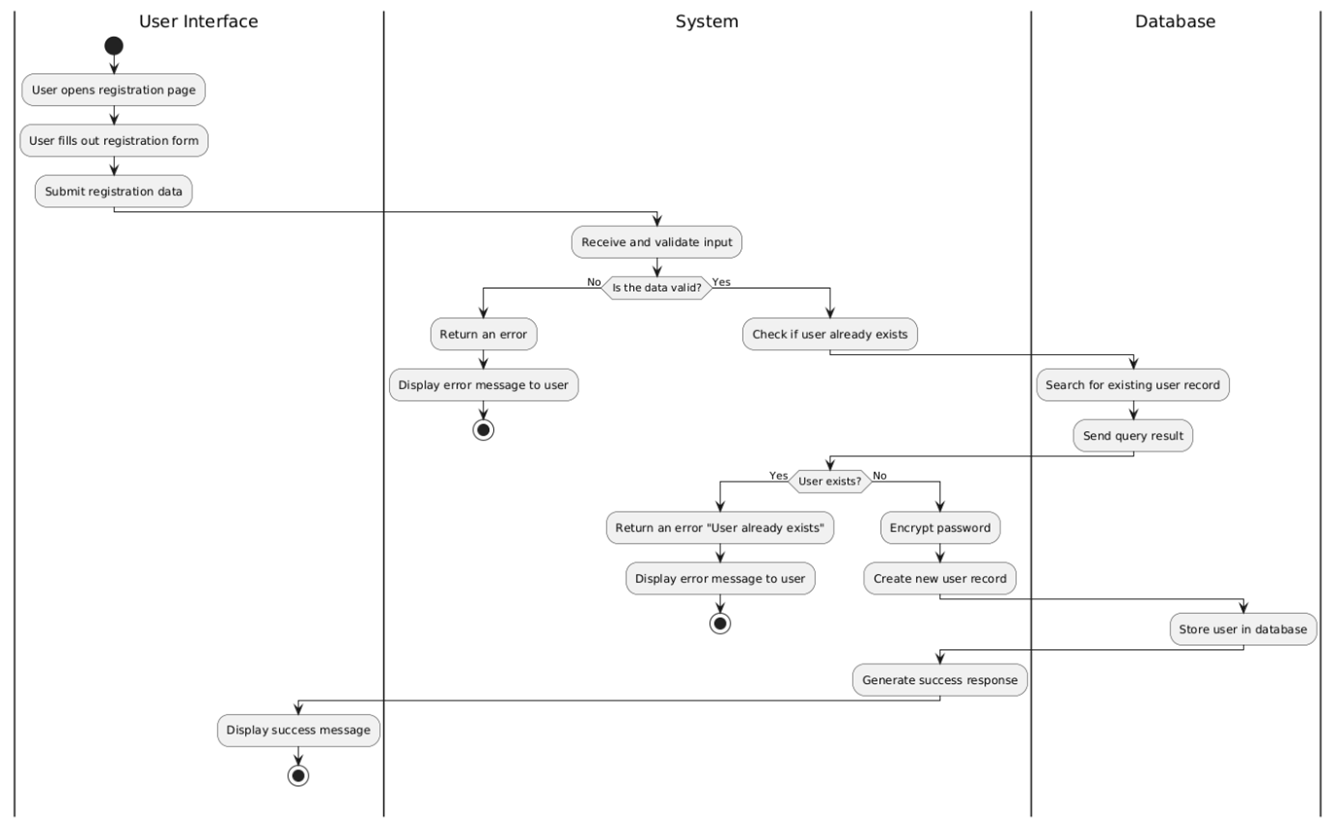 User Interface
System
Database
User opens registration page
User fills out registration form
Submit registration data
Receive and validate input
No
Is the data valid?
Yes
Return an error
Check if user already exists
Display error message to user
Search for existing user record
Send query result
Yes
User exists?
No
Return an error "User already exists"
Encrypt password
Display error message to user
Create new user record
Store user in database
Generate success response
Display success message